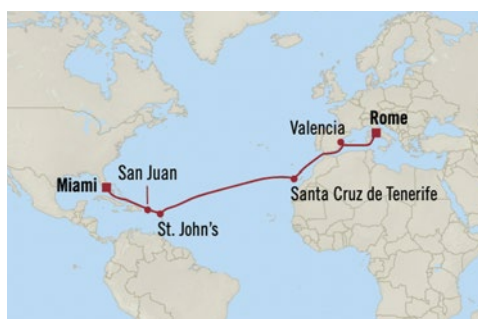 Rome
Valencia
San Juan
Miami
Santa Cruz de Tenerife
St. John's